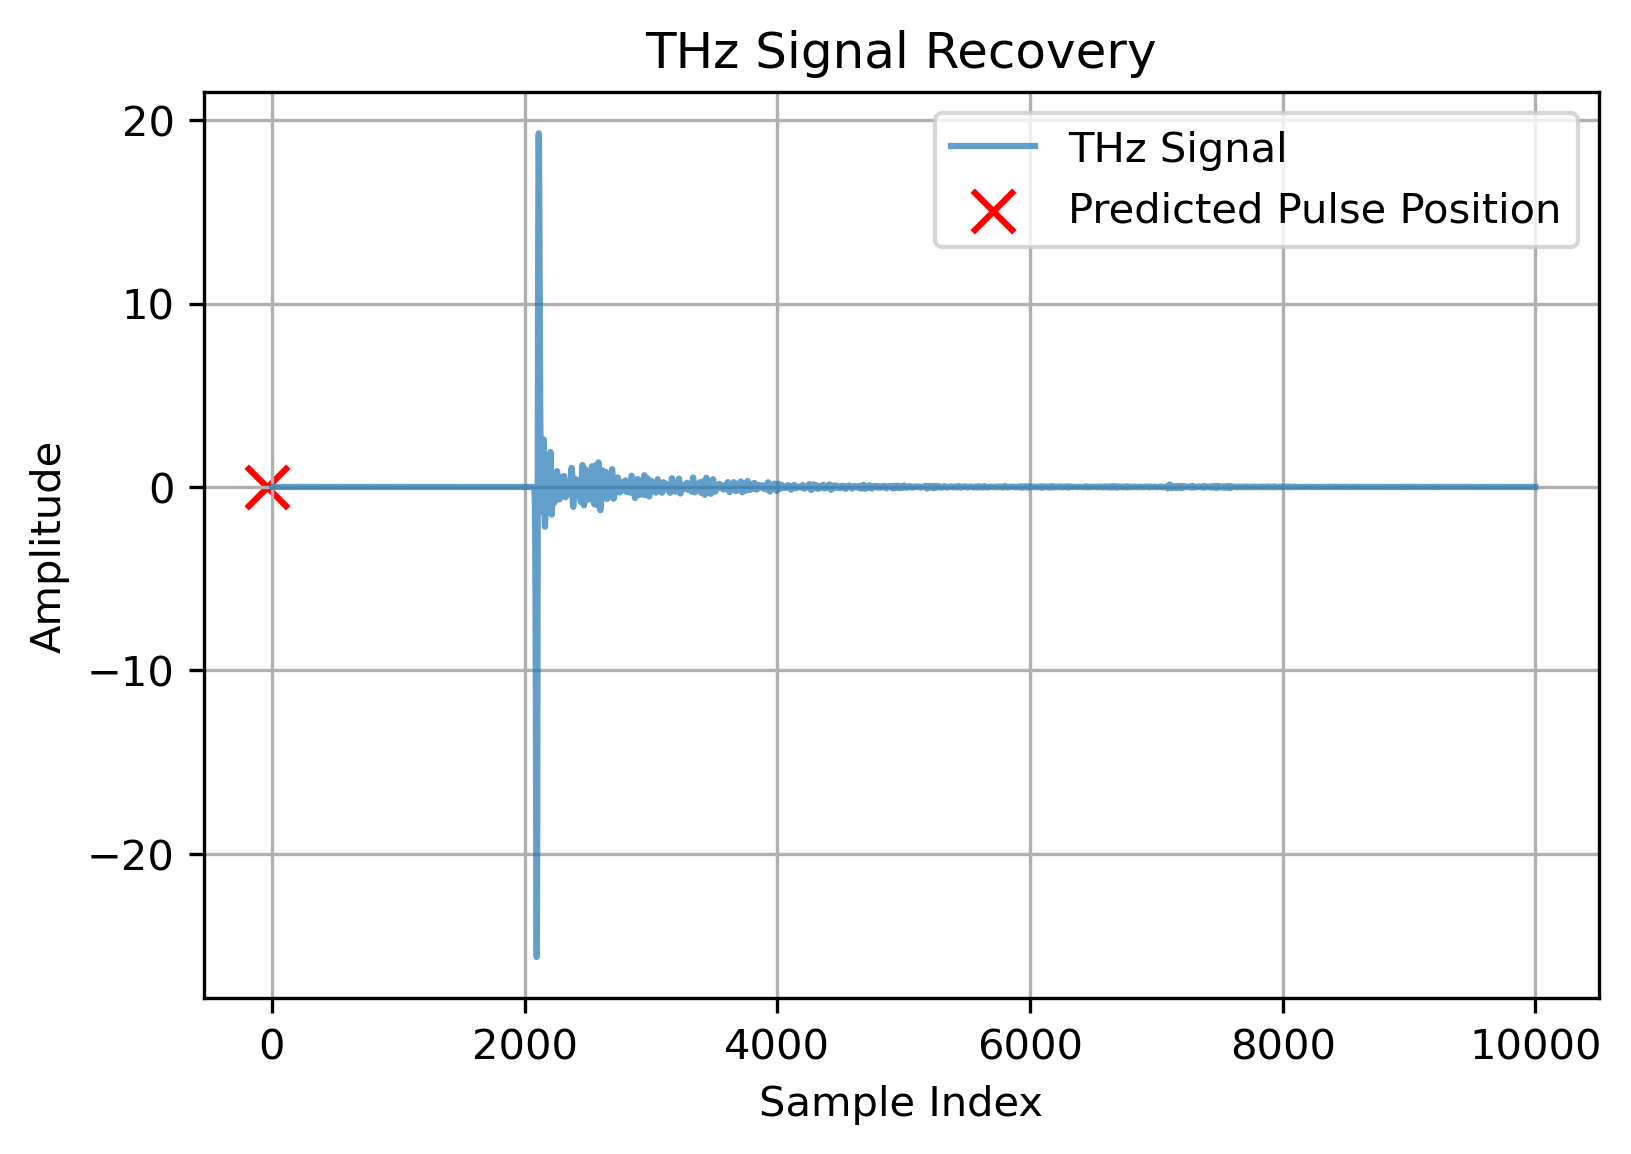 THz Signal Recovery
THz Signal
Predicted Pulse Position
20
10
0
−10
−20
Amplitude
0 2000 4000 6000 8000 10000
Sample Index